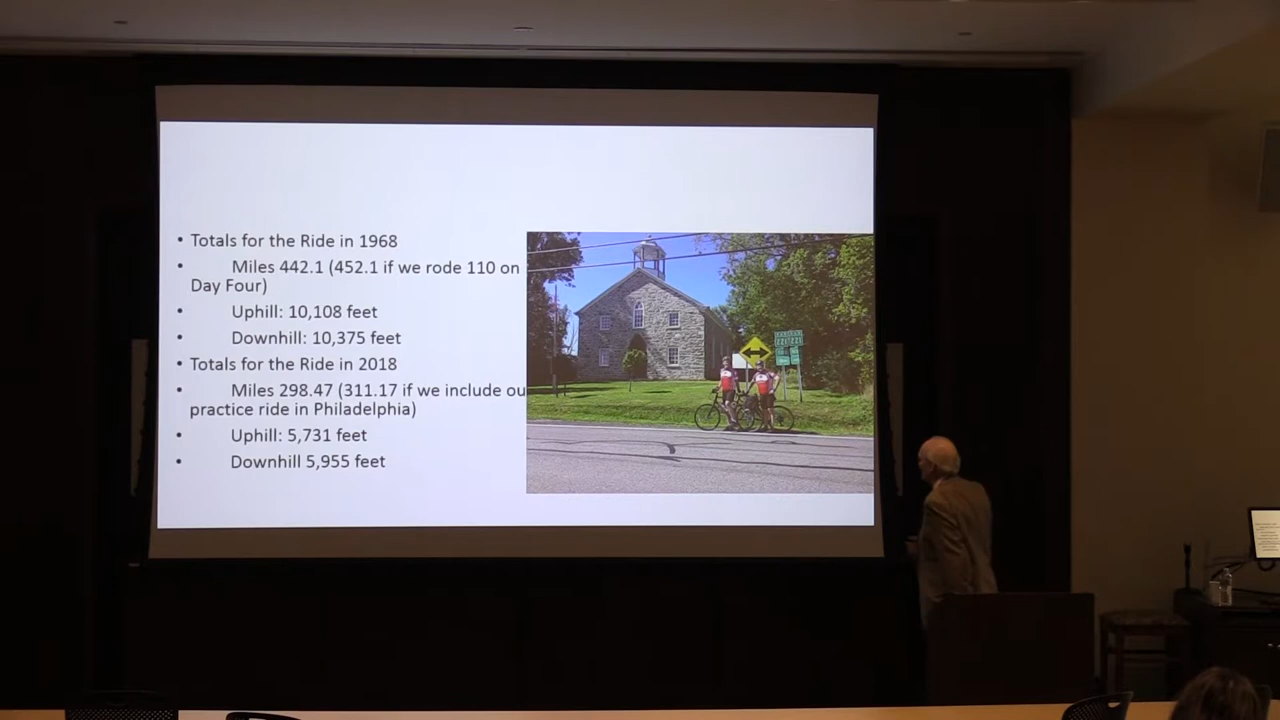 • Totals for the Ride in 1968
• Miles 442.1 (452.1 if we rode 110 on
Day Four)
• Uphill: 10,108 feet
• Downhill: 10,375 feet
• Totals for the Ride in 2018
• Miles 298.47 (311.17 if we include ou
practice ride in Philadelphia)
• Uphill: 5,731 feet
• Downhill 5,955 feet